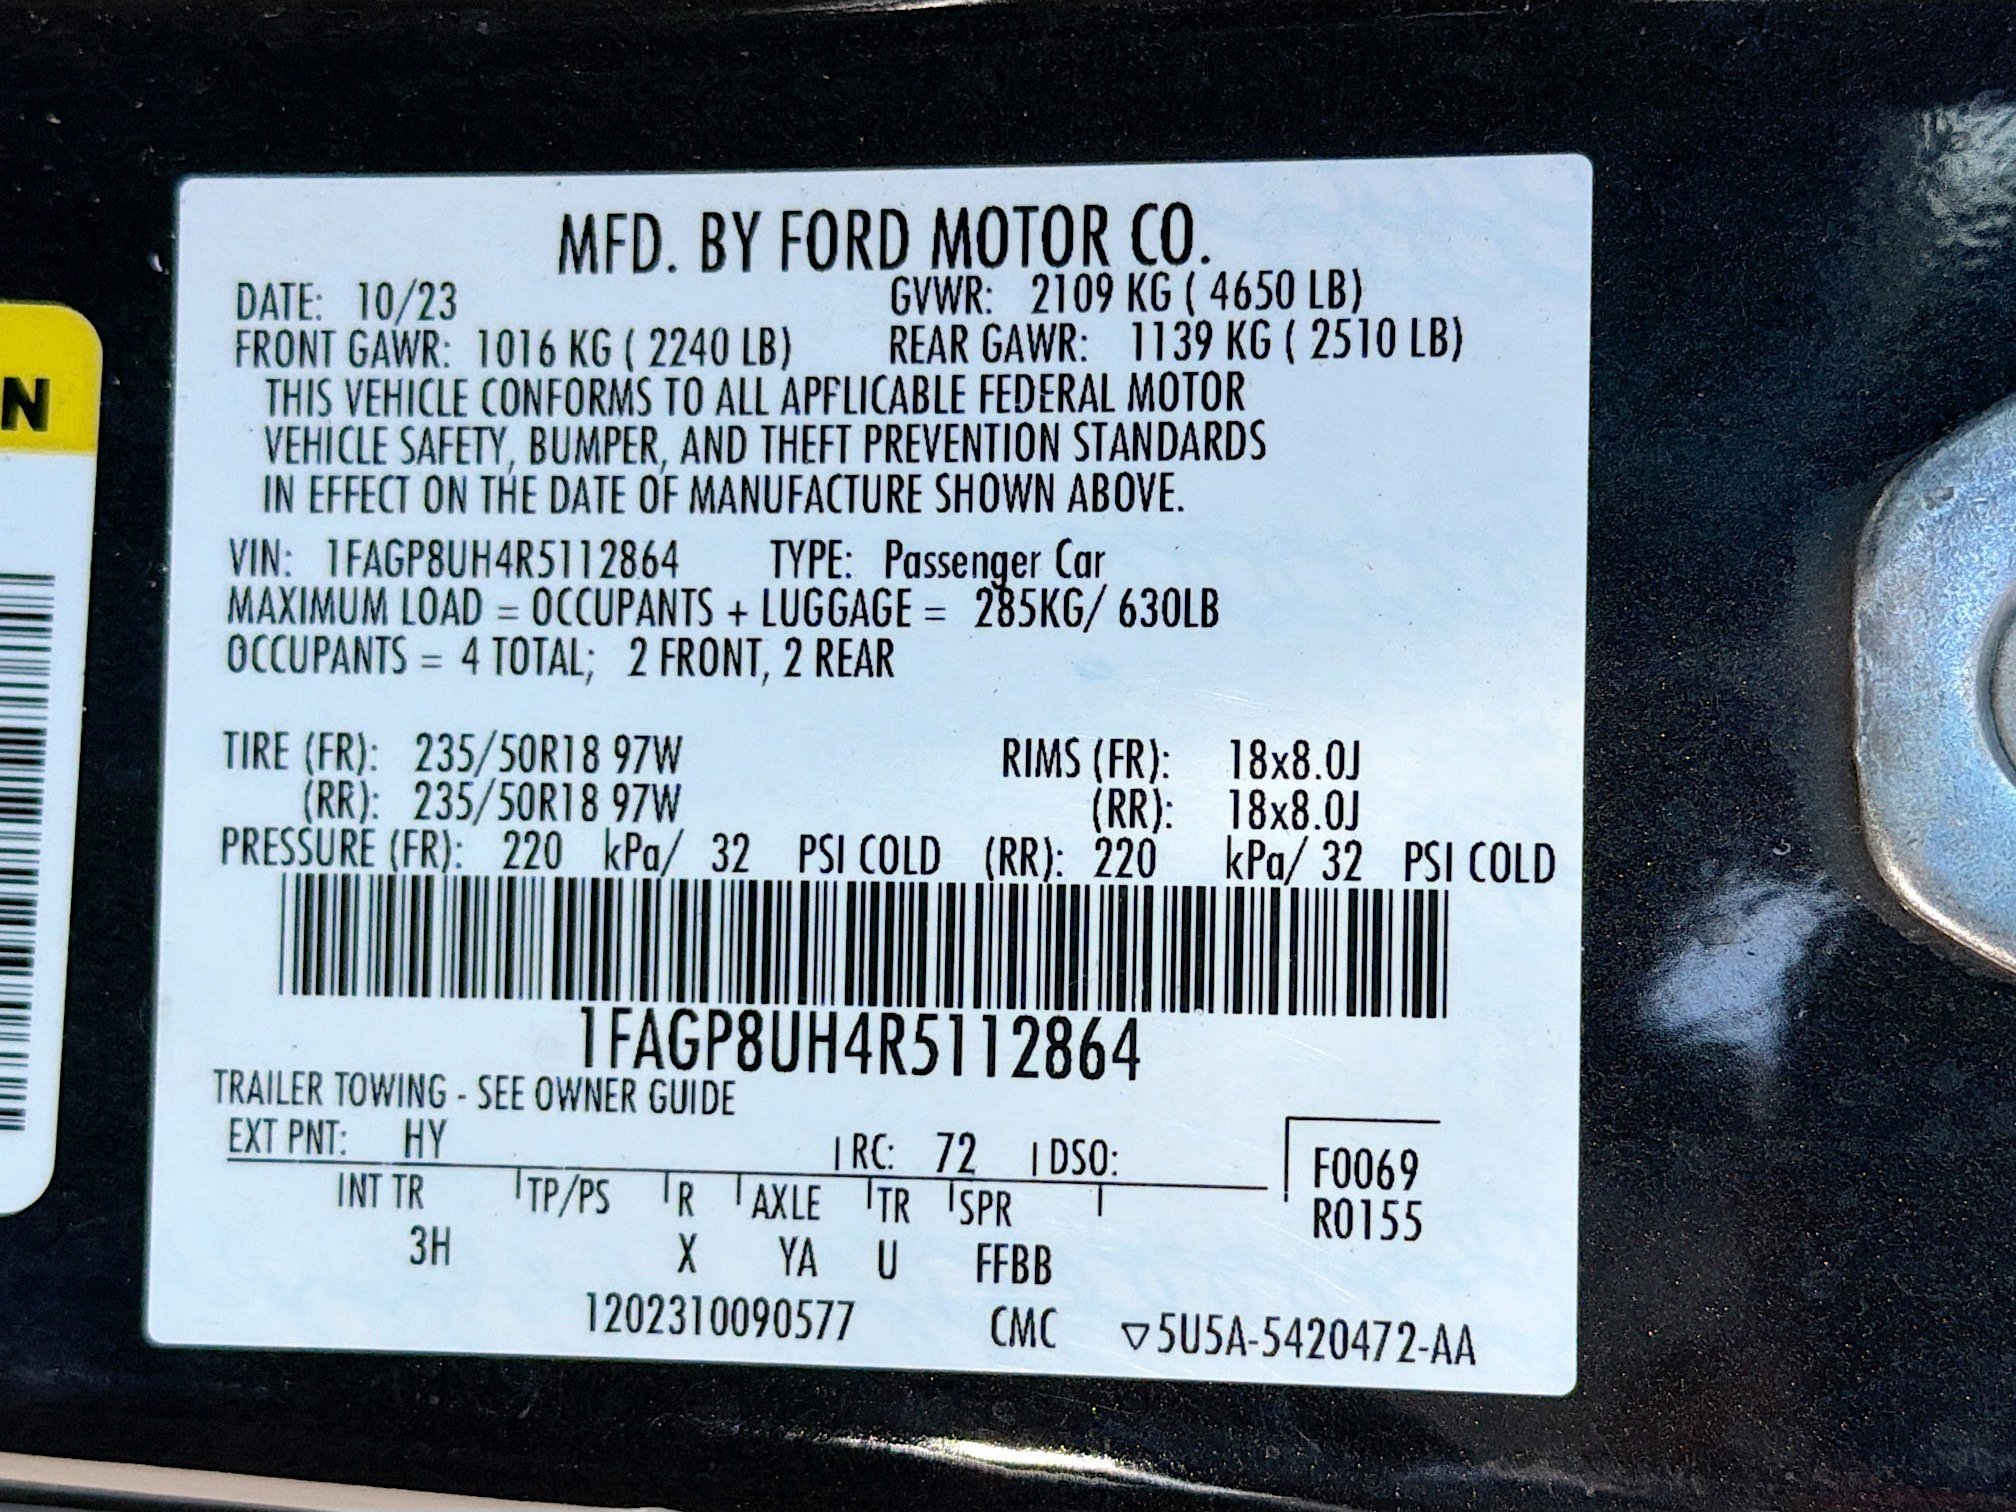 MFD. BY FORD MOTOR CO.
DATE: 10/23 GVWR: 2109 KG ( 4650 LB)
FRONT GAWR: 1016 KG ( 2240 LB) REAR GAWR: 1139 KG ( 2510 LB)
THIS VEHICLE CONFORMS TO ALL APPLICABLE FEDERAL MOTOR
VEHICLE SAFETY, BUMPER, AND THEFT PREVENTION STANDARDS
IN EFFECT ON THE DATE OF MANUFACTURE SHOWN ABOVE.
VIN: 1FAGP8UH4R5112864 TYPE: Passenger Car
MAXIMUM LOAD = OCCUPANTS + LUGGAGE = 285KG/ 630LB
OCCUPANTS = 4 TOTAL; 2 FRONT, 2 REAR
TIRE (FR): 235/50R18 97W RIMS (FR): 18x8.0J
(RR): 235/50R18 97W (RR): 18x8.0J
PRESSURE (FR): 220 kPa/ 32 PSI COLD (RR): 220 kPa/ 32 PSI COLD
1FAGP8UH4R5112864
TRAILER TOWING - SEE OWNER GUIDE
EXT PNT: HY RC: 72 DSO: F0069
INT TR TP/PS R AXLE TR SPR R0155
3H X YA U FFBB
1202310090577 CMC ▽5U5A-5420472-AA
N